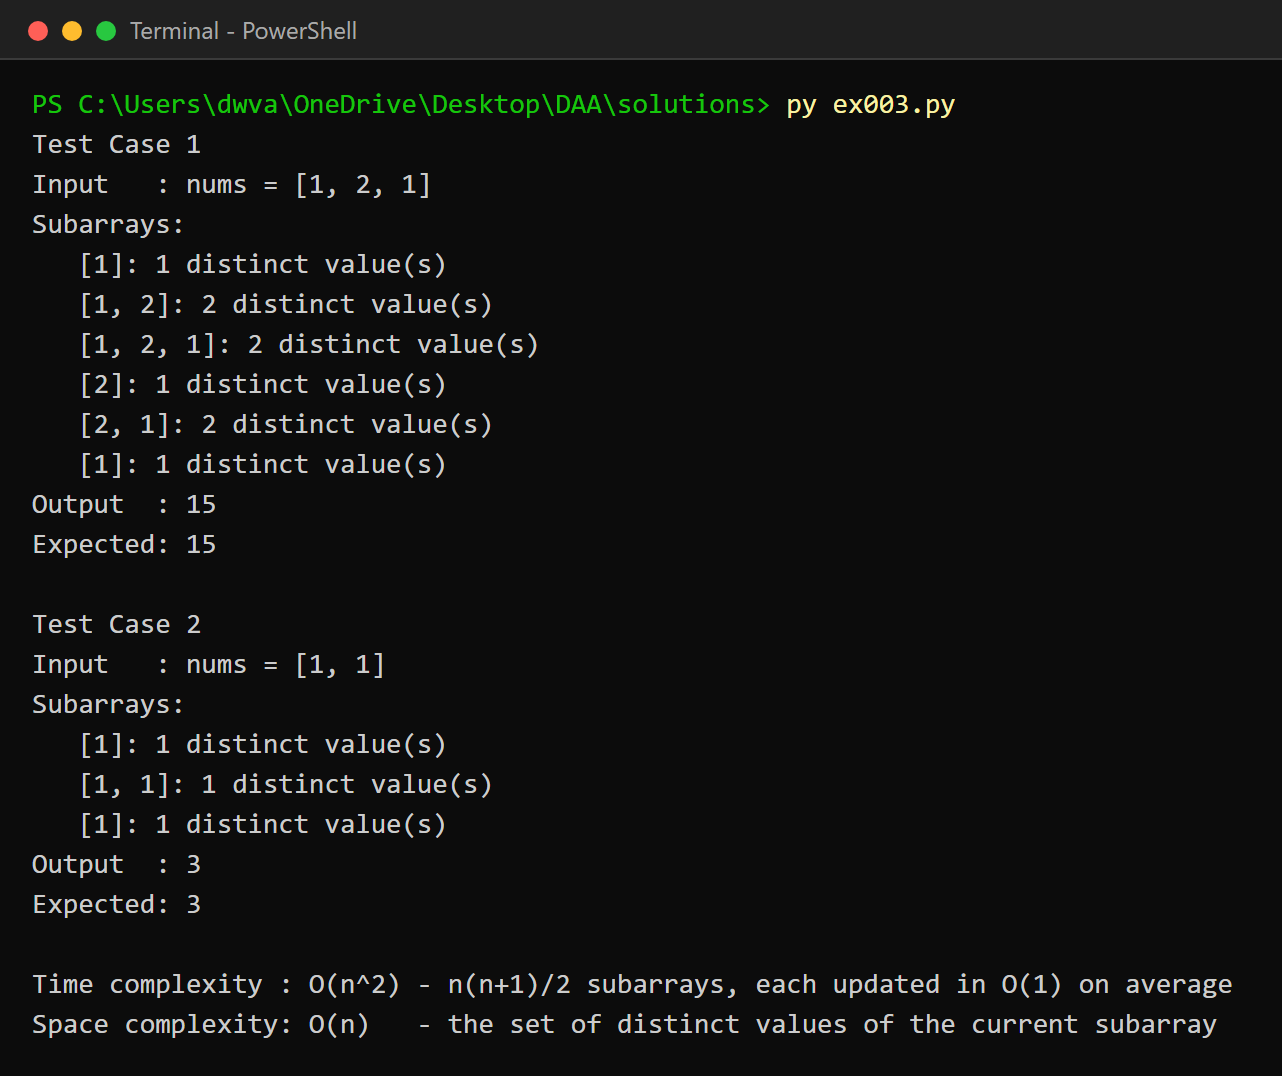 Terminal - PowerShell
PS C:\Users\dwva\OneDrive\Desktop\DAA\solutions> py ex003.py
Test Case 1
Input   : nums = [1, 2, 1]
Subarrays:
   [1]: 1 distinct value(s)
   [1, 2]: 2 distinct value(s)
   [1, 2, 1]: 2 distinct value(s)
   [2]: 1 distinct value(s)
   [2, 1]: 2 distinct value(s)
   [1]: 1 distinct value(s)
Output  : 15
Expected: 15

Test Case 2
Input   : nums = [1, 1]
Subarrays:
   [1]: 1 distinct value(s)
   [1, 1]: 1 distinct value(s)
   [1]: 1 distinct value(s)
Output  : 3
Expected: 3

Time complexity : O(n^2) - n(n+1)/2 subarrays, each updated in O(1) on average
Space complexity: O(n)   - the set of distinct values of the current subarray